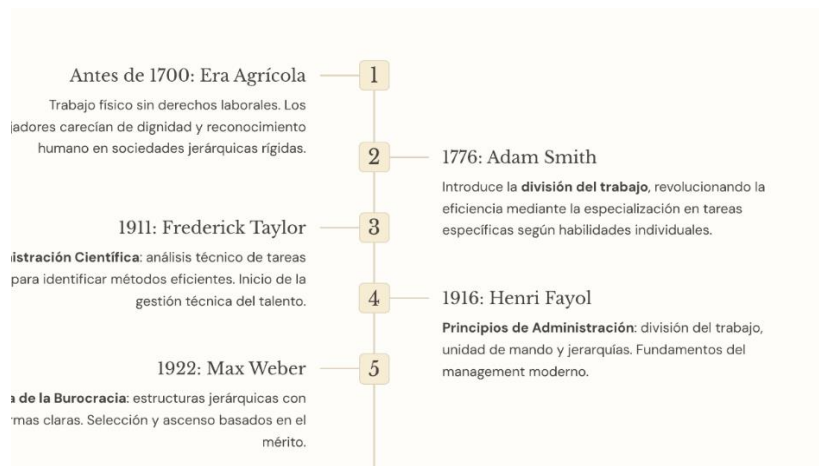 Antes de 1700: Era Agrícola
1
Trabajo físico sin derechos laborales. Los
jadores carecían de dignidad y reconocimiento
humano en sociedades jerárquicas rígidas.
2
1776: Adam Smith
Introduce la división del trabajo, revolucionando la
eficiencia mediante la especialización en tareas
específicas según habilidades individuales.
1911: Frederick Taylor
3
istración Científica: análisis técnico de tareas
para identificar métodos eficientes. Inicio de la
gestión técnica del talento.
4
1916: Henri Fayol
Principios de Administración: división del trabajo,
unidad de mando y jerarquías. Fundamentos del
management moderno.
1922: Max Weber
5
a de la Burocracia: estructuras jerárquicas con
rmas claras. Selección y ascenso basados en el
mérito.